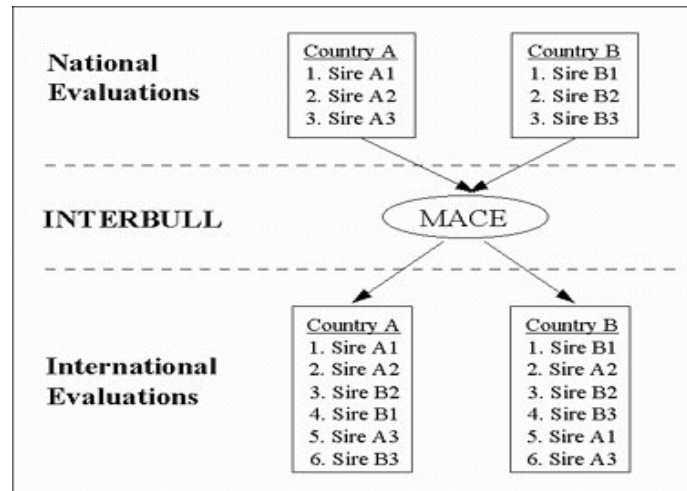 National
Evaluations
Country A
1. Sire A1
2. Sire A2
3. Sire A3
Country B
1. Sire B1
2. Sire B2
3. Sire B3
INTERBULL
MACE
International
Evaluations
Country A
1. Sire A1
2. Sire A2
3. Sire B2
4. Sire B1
5. Sire A3
6. Sire B3
Country B
1. Sire B1
2. Sire A2
3. Sire B2
4. Sire B3
5. Sire A1
6. Sire A3